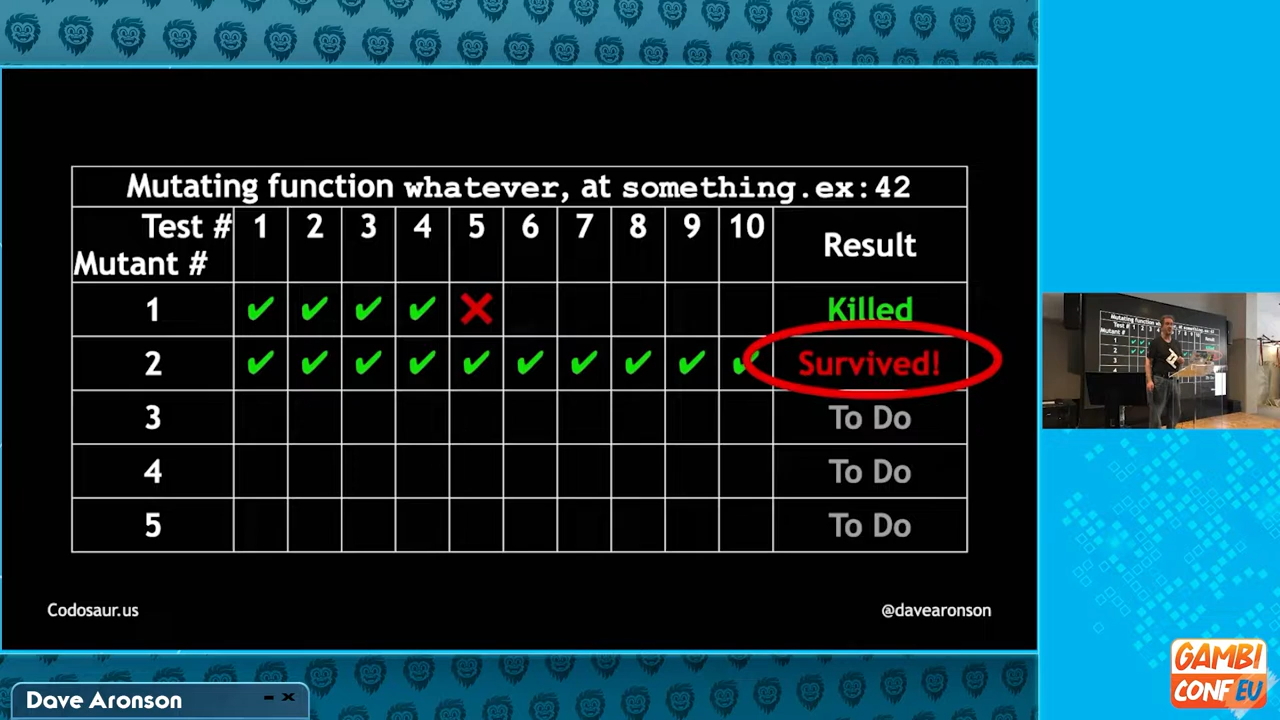 Mutating function whatever, at something.ex:42
Test # 1 2 3 4 5 6 7 8 9 10 Result
Mutant #
1 ✔ ✔ ✔ ✔ ✕ Killed
2 ✔ ✔ ✔ ✔ ✔ ✔ ✔ ✔ ✔ ✔ Survived!
3 To Do
4 To Do
5 To Do
Codosaur.us @davearonson
Dave Aronson
GAMBI
CONF EU